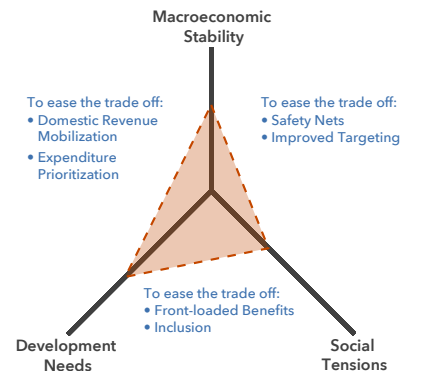 Macroeconomic
Stability
To ease the trade off:
• Domestic Revenue
Mobilization
• Expenditure
Prioritization
To ease the trade off:
• Safety Nets
• Improved Targeting
To ease the trade off:
• Front-loaded Benefits
• Inclusion
Development
Needs
Social
Tensions